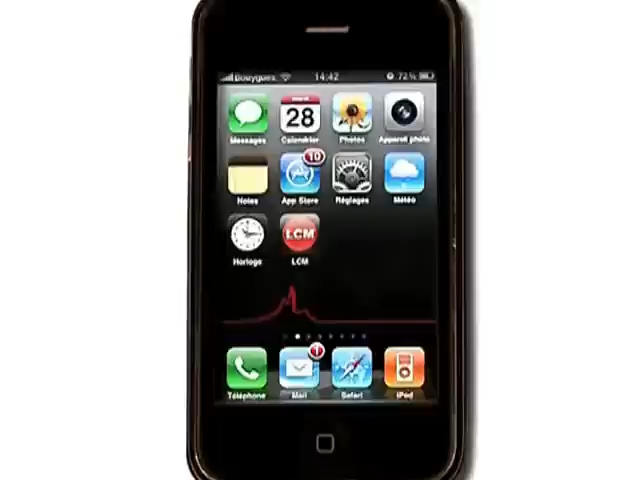 Bouygues 14:42 72 %
28
Messages Calendrier Photos Appareil photo
10
Notes App Store Réglages Météo
LCM
Horloge LCM
1
Téléphone Mail Safari iPod